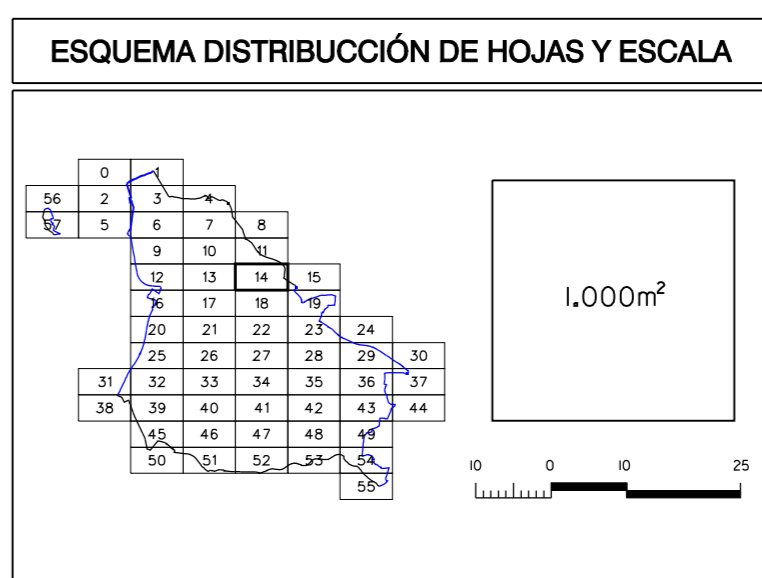 ESQUEMA DISTRIBUCCIÓN DE HOJAS Y ESCALA
0 1
56 2 3 4
57 5 6 7 8
9 10 11
12 13 14 15
16 17 18 19
20 21 22 23 24
25 26 27 28 29 30
31 32 33 34 35 36 37
38 39 40 41 42 43 44
45 46 47 48 49
50 51 52 53 54
55
1.000m²
10 0 10 25